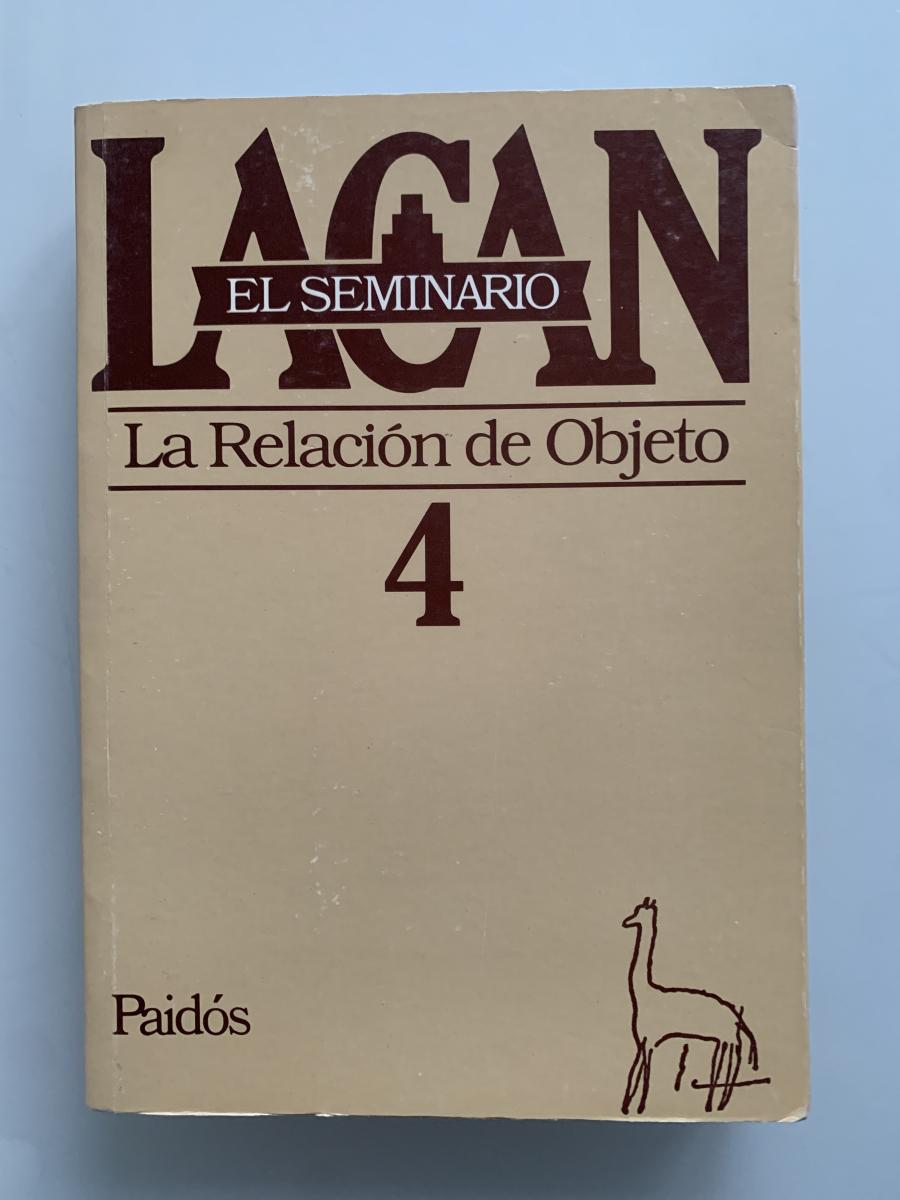 LACAN
EL SEMINARIO
La Relación de Objeto
4
Paidós